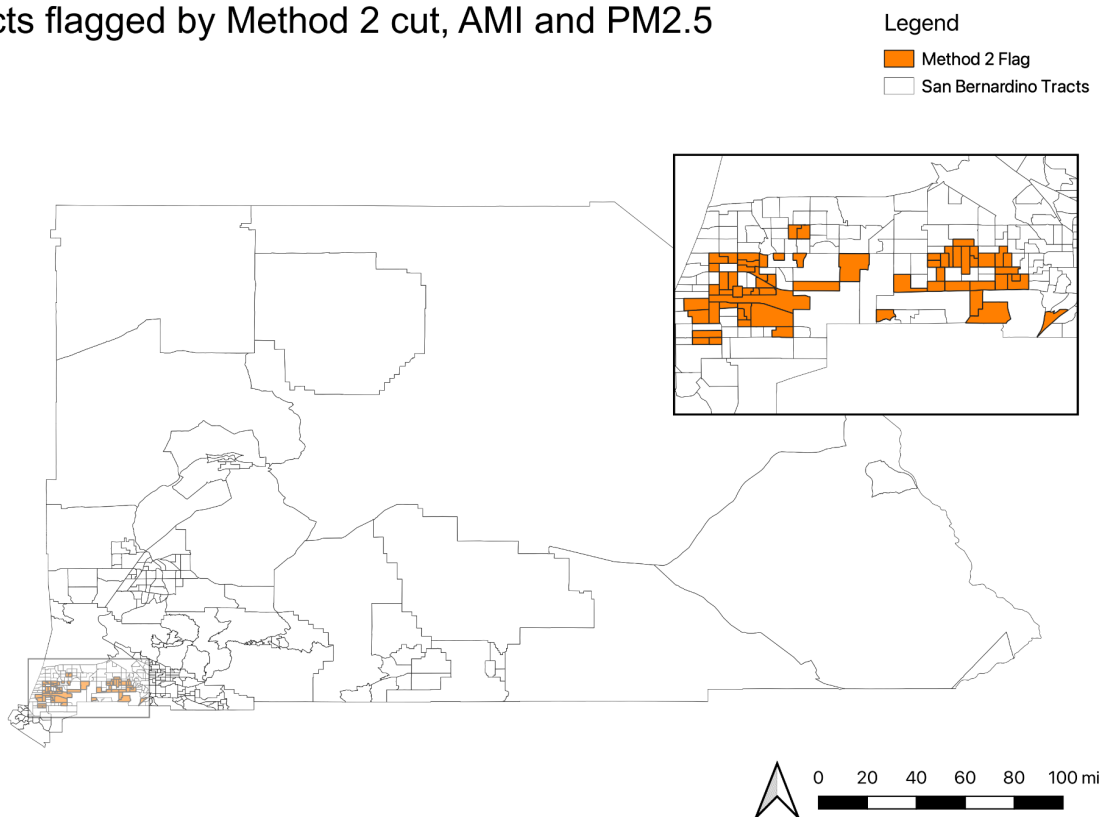 flagged by Method 2 cut, AMI and PM2.5
Legend
Method 2 Flag
San Bernardino Tracts
0 20 40 60 80 100 mi